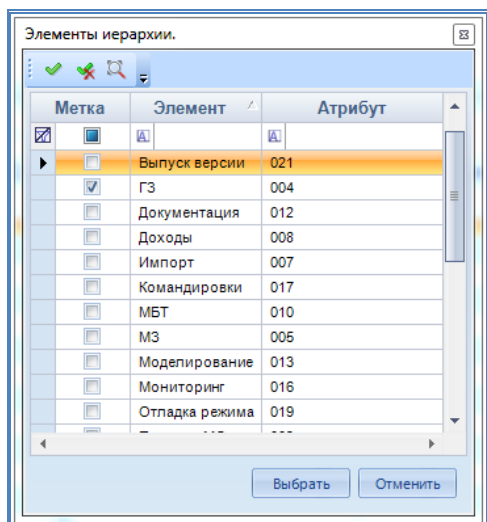 Элементы иерархии.
Метка Элемент Атрибут
A A
Выпуск версии 021
ГЗ 004
Документация 012
Доходы 008
Импорт 007
Командировки 017
МБТ 010
МЗ 005
Моделирование 013
Мониторинг 016
Отладка режима 019
Выбрать Отменить